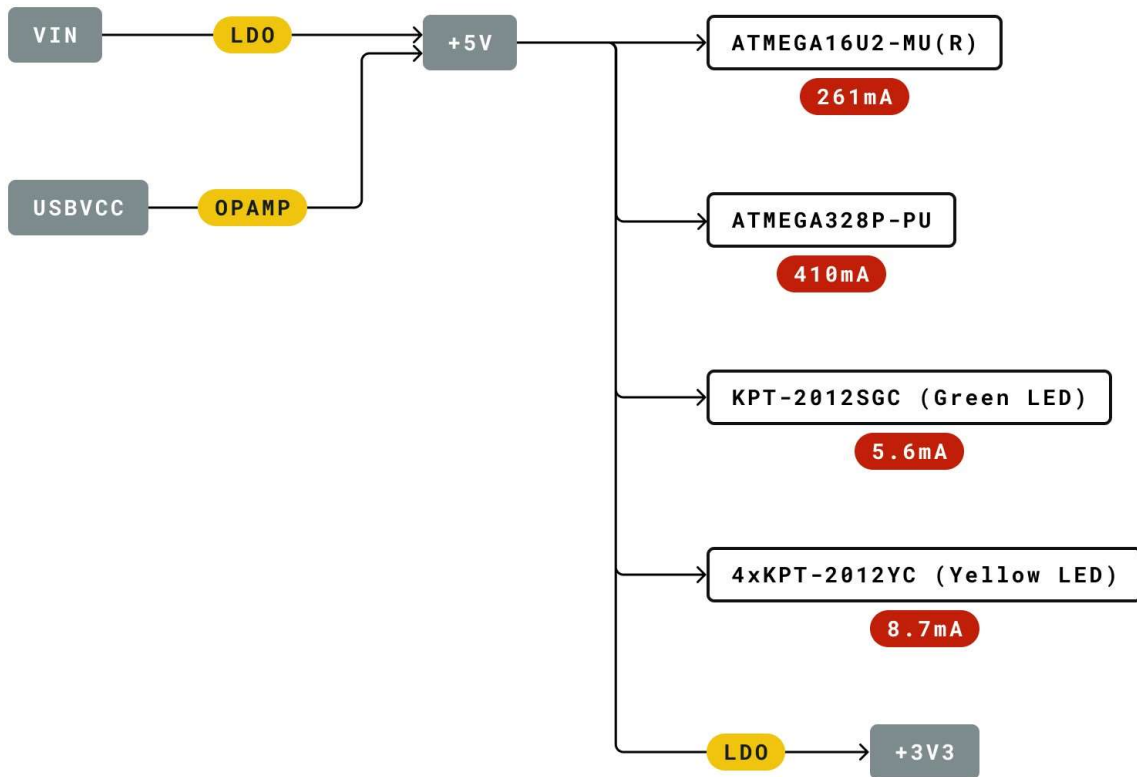 VIN
LDO
+5V
ATMEGA16U2-MU(R)
261mA
USBVCC
OPAMP
ATMEGA328P-PU
410mA
KPT-2012SGC (Green LED)
5.6mA
4xKPT-2012YC (Yellow LED)
8.7mA
LDO
+3V3